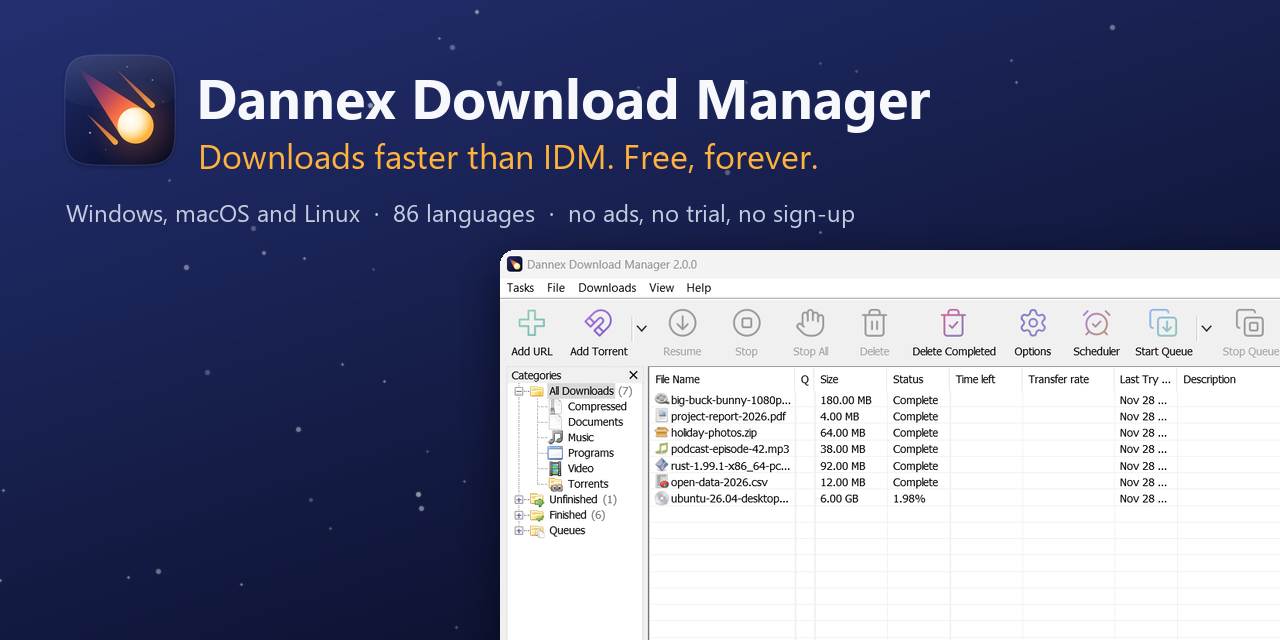 Dannex Download Manager
Downloads faster than IDM. Free, forever.
Windows, macOS and Linux · 86 languages · no ads, no trial, no sign-up
Dannex Download Manager 2.0.0
Tasks File Downloads View Help
Add URL Add Torrent Resume Stop Stop All Delete Delete Completed Options Scheduler Start Queue Stop Queue
Categories
All Downloads (7)
Compressed
Documents
Music
Programs
Video
Torrents
Unfinished (1)
Finished (6)
Queues
File Name Q Size Status Time left Transfer rate Last Try ... Description
big-buck-bunny-1080p... 180.00 MB Complete Nov 28 ...
project-report-2026.pdf 4.00 MB Complete Nov 28 ...
holiday-photos.zip 64.00 MB Complete Nov 28 ...
podcast-episode-42.mp3 38.00 MB Complete Nov 28 ...
rust-1.99.1-x86_64-pc... 92.00 MB Complete Nov 28 ...
open-data-2026.csv 12.00 MB Complete Nov 28 ...
ubuntu-26.04-desktop... 6.00 GB 1.98% Nov 28 ...